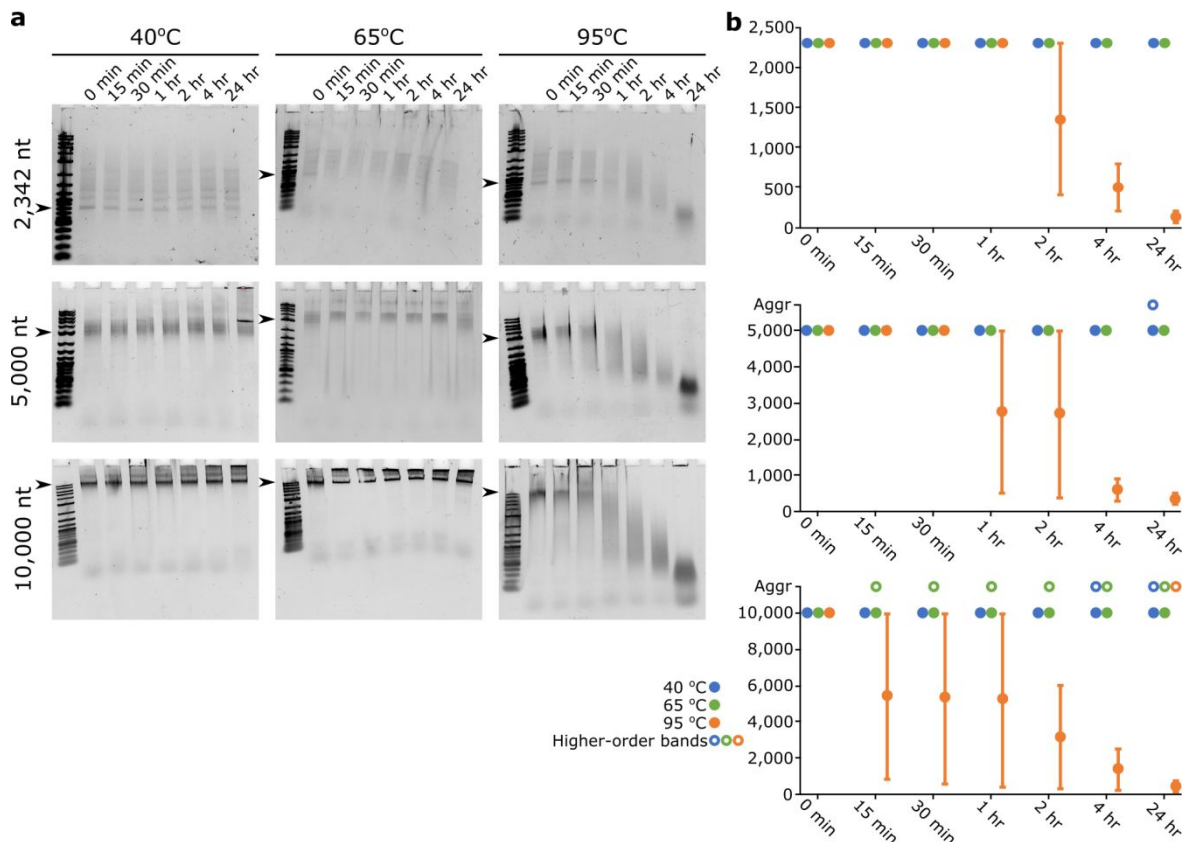 a
40°C
65°C
95°C
0 min
15 min
30 min
1 hr
2 hr
4 hr
24 hr
0 min
15 min
30 min
1 hr
2 hr
4 hr
24 hr
0 min
15 min
30 min
1 hr
2 hr
4 hr
24 hr
2,342 nt
5,000 nt
10,000 nt
b
2,500
2,000
1,500
1,000
500
0
0 min
15 min
30 min
1 hr
2 hr
4 hr
24 hr
Aggr
5,000
4,000
3,000
2,000
1,000
0
0 min
15 min
30 min
1 hr
2 hr
4 hr
24 hr
Aggr
10,000
8,000
6,000
4,000
2,000
0
0 min
15 min
30 min
1 hr
2 hr
4 hr
24 hr
40 ºC
65 ºC
95 ºC
Higher-order bands